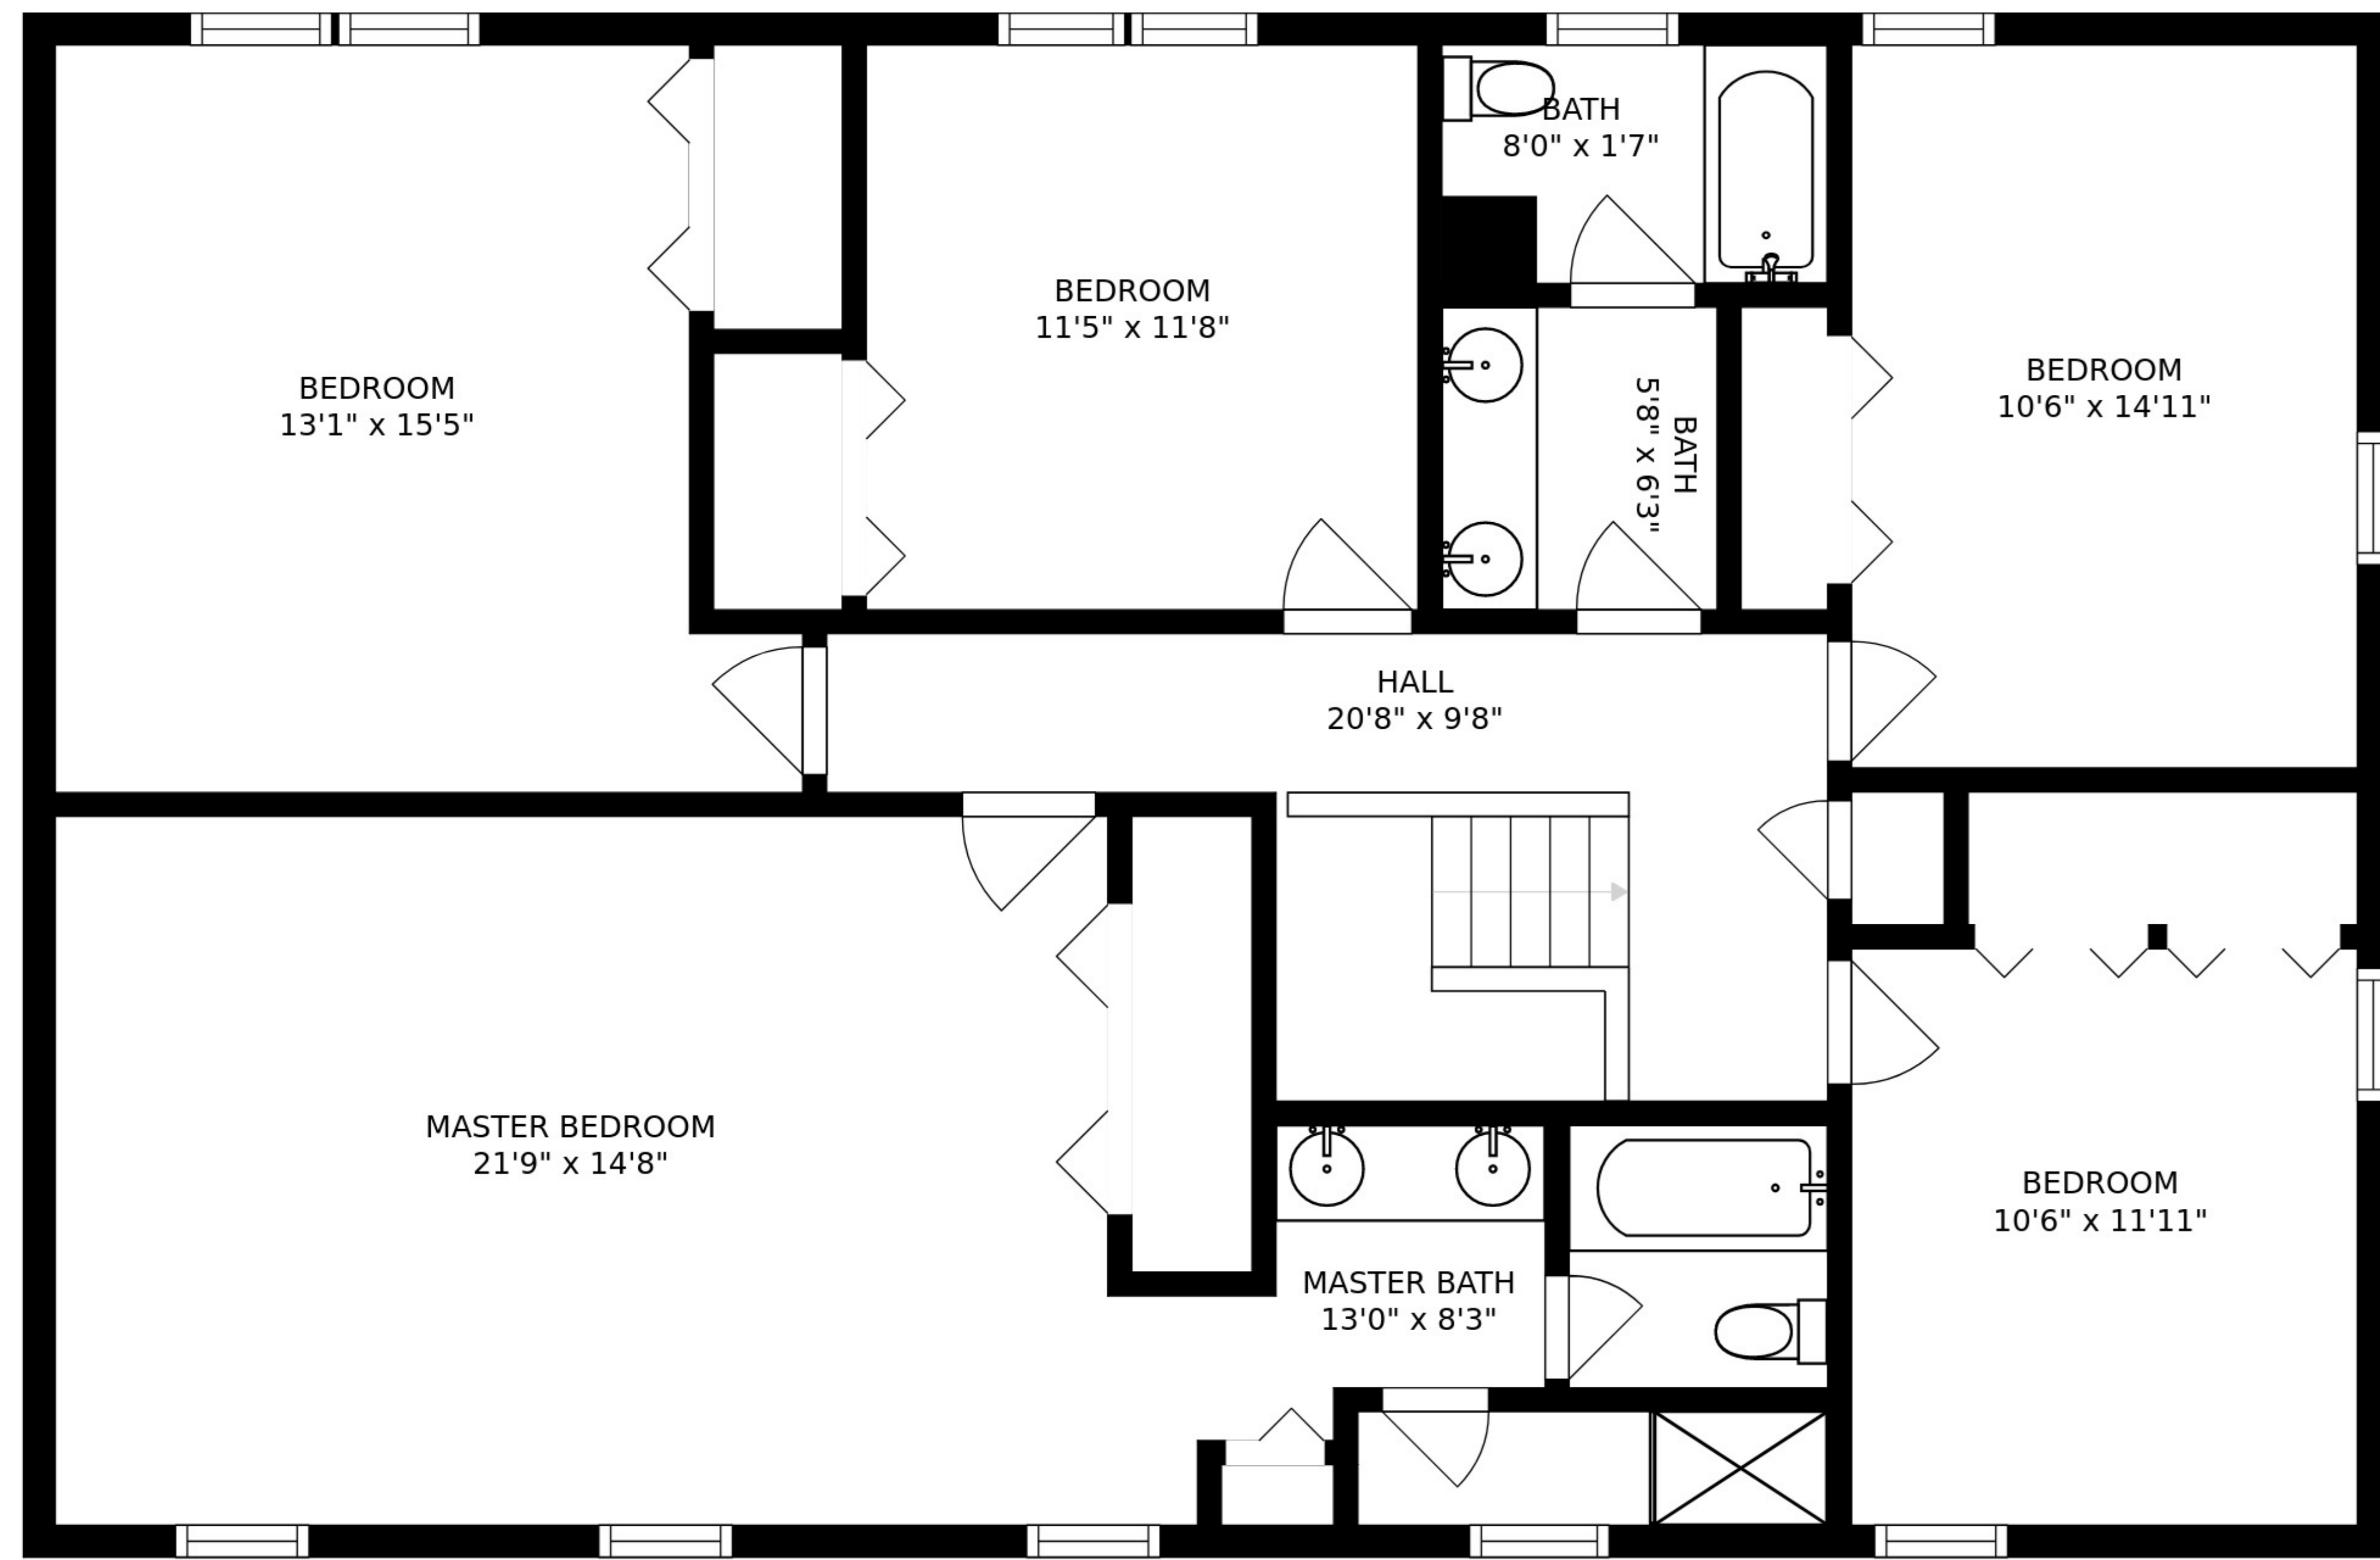 BATH
8'0" x 1'7"
BEDROOM
11'5" x 11'8"
BEDROOM
10'6" x 14'11"
BEDROOM
13'1" x 15'5"
BATH
5'8" x 6'3"
HALL
20'8" x 9'8"
MASTER BEDROOM
21'9" x 14'8"
BEDROOM
10'6" x 11'11"
MASTER BATH
13'0" x 8'3"